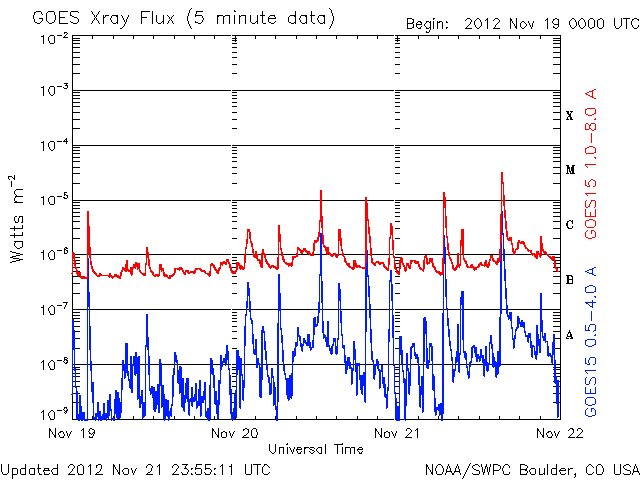 GOES Xray Flux (5 minute data)
Begin: 2012 Nov 19 0000 UTC
10-2
10-3
10-4
10-5
10-6
10-7
10-8
10-9
Watts m-2
X
M
C
B
A
GOES15 1.0-8.0 A
GOES15 0.5-4.0 A
Nov 19 Nov 20 Nov 21 Nov 22
Universal Time
Updated 2012 Nov 21 23:55:11 UTC
NOAA/SWPC Boulder, CO USA